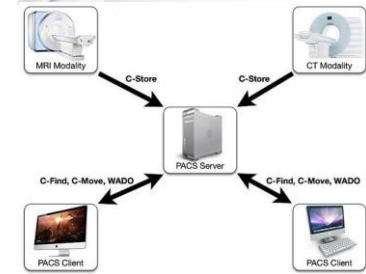 MRI Modality
CT Modality
C-Store
C-Store
PACS Server
C-Find, C-Move, WADO
C-Find, C-Move, WADO
PACS Client
PACS Client